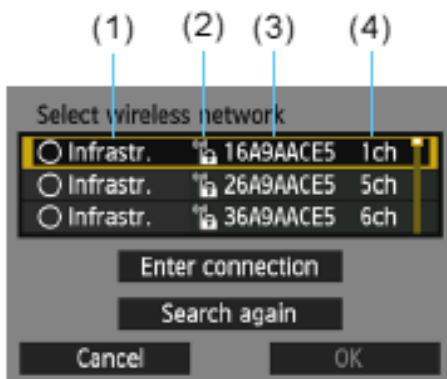 (1) (2) (3) (4)
Select wireless network
Infrastr. 16A9AACE5 1ch
Infrastr. 26A9AACE5 5ch
Infrastr. 36A9AACE5 6ch
Enter connection
Search again
Cancel OK